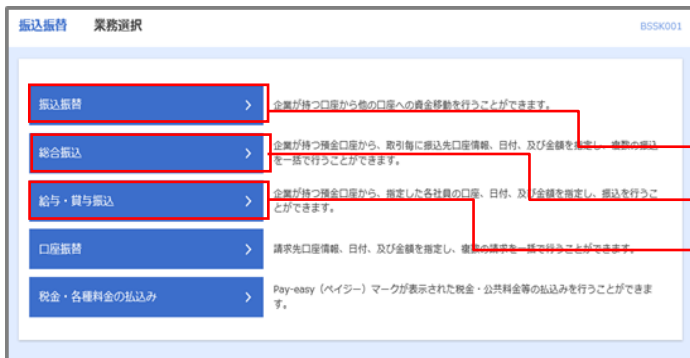 振込振替 業務選択 BSSK001
振込振替 企業が持つ口座から他の口座への資金移動を行うことができます。
総合振込 企業が持つ預金口座から、取引毎に振込先口座情報、日付、及び金額を指定し、複数の振込
を一括で行うことができます。
給与・賞与振込 企業が持つ預金口座から、指定した各社員の口座、日付、及び金額を指定し、振込を行うこ
とができます。
口座振替 請求先口座情報、日付、及び金額を指定し、複数の請求を一括で行うことができます。
税金・各種料金の払込み Pay-easy（ペイジー）マークが表示された税金・公共料金等の払込みを行うことができま
す。